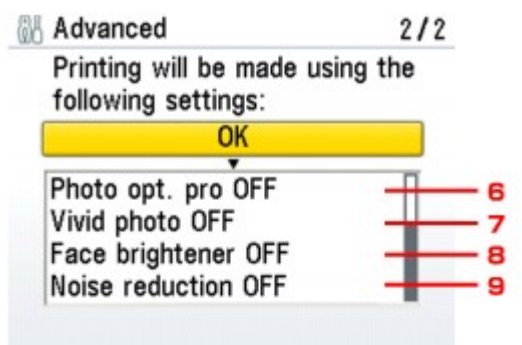 Advanced 2/2
Printing will be made using the
following settings:
OK
Photo opt. pro OFF 6
Vivid photo OFF 7
Face brightener OFF 8
Noise reduction OFF 9